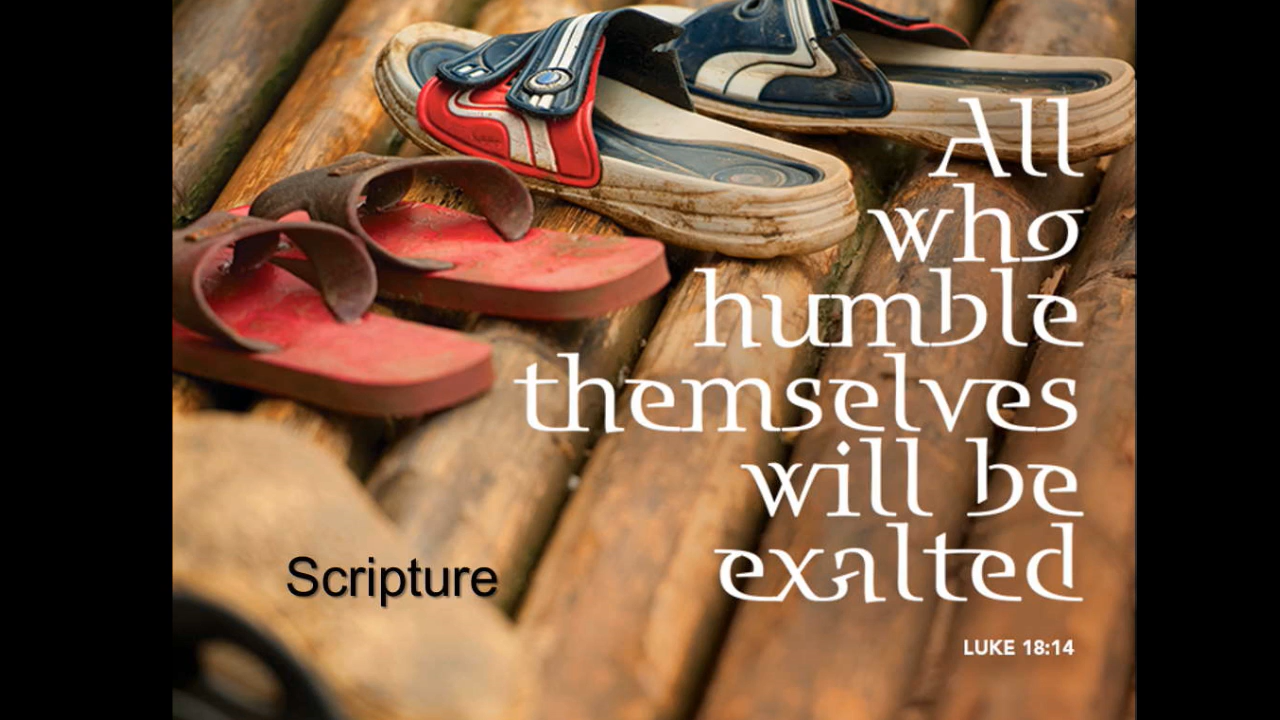 All
who
humble
themselves
will be
exalted
Scripture
LUKE 18:14